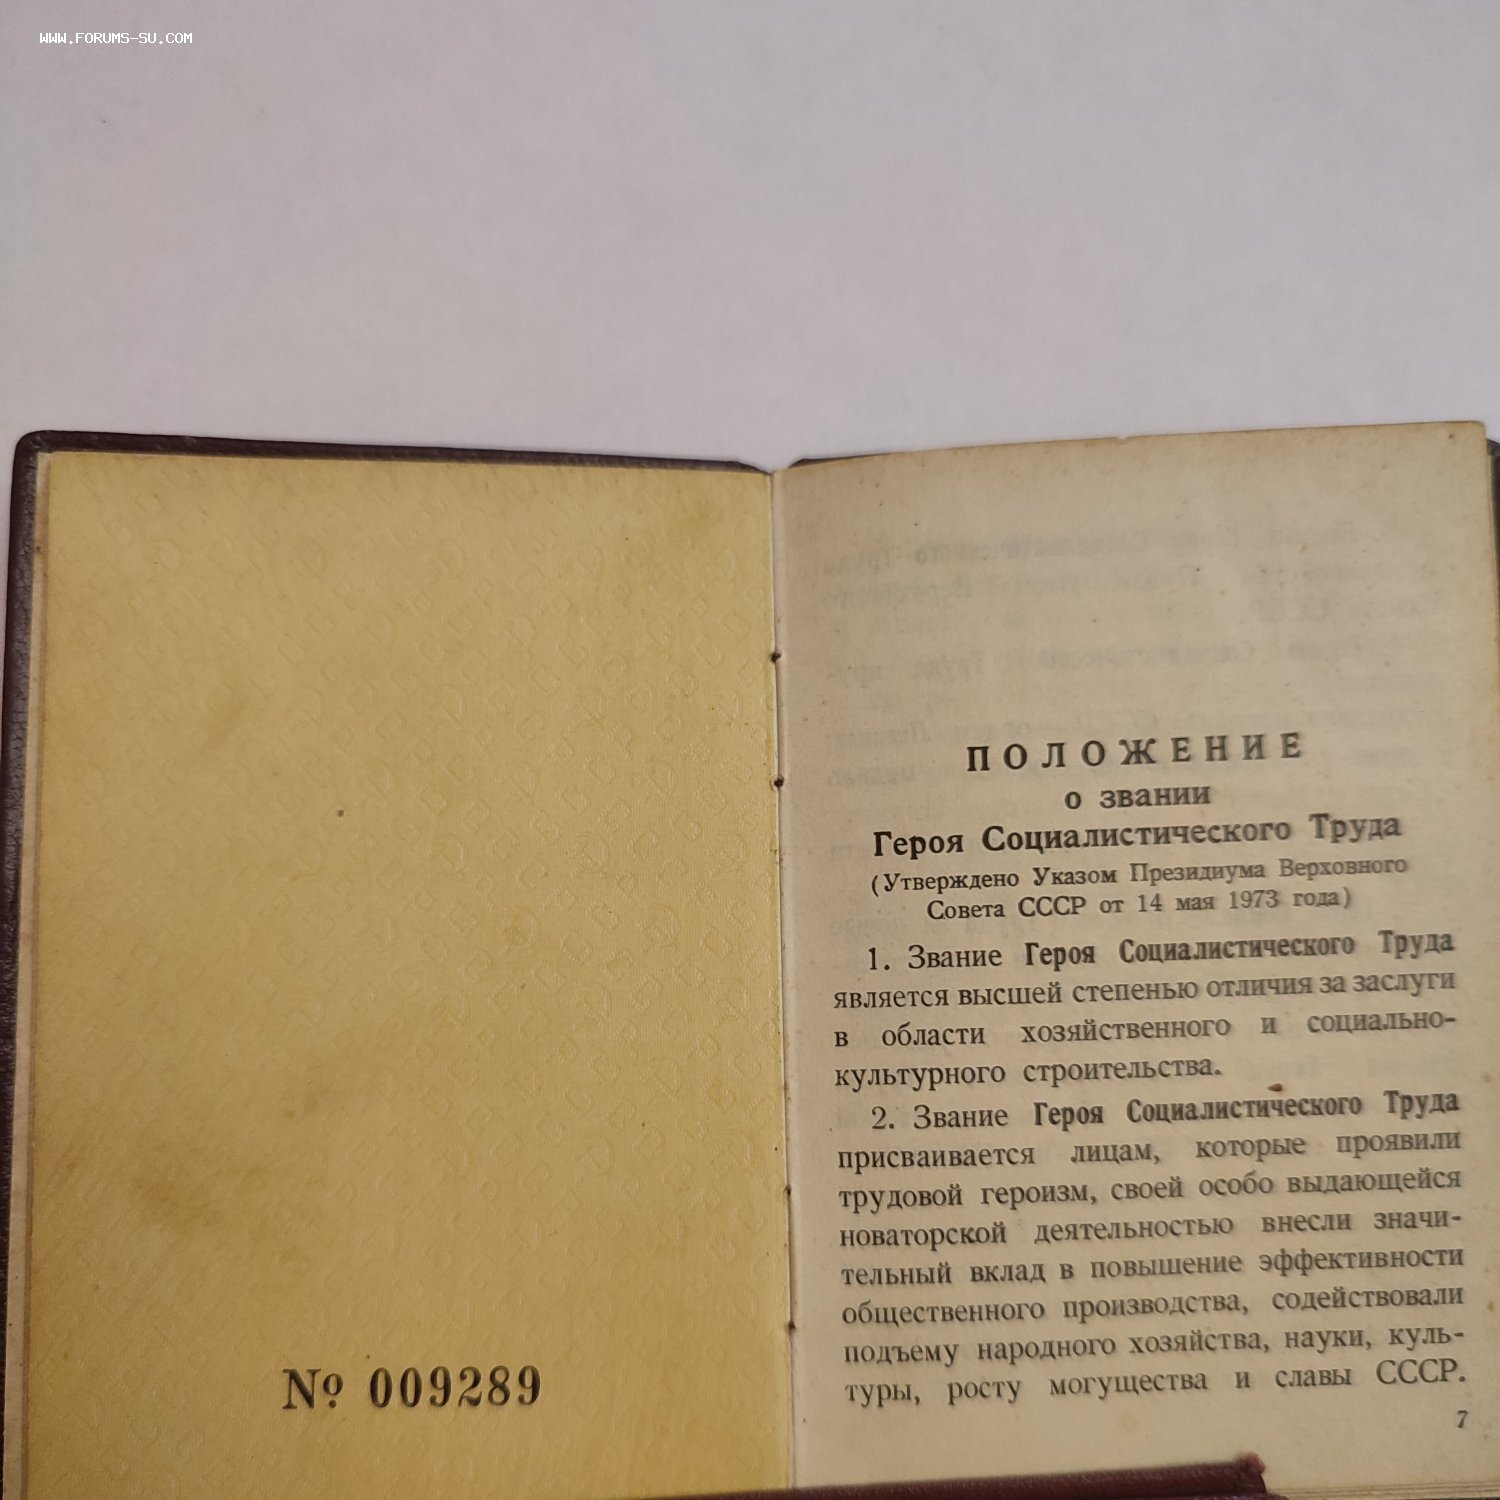 WWW.FORUMS-SU.COM
№ 009289
ПОЛОЖЕНИЕ
о звании
Героя Социалистического Труда
(Утверждено Указом Президиума Верховного
Совета СССР от 14 мая 1973 года)
1. Звание Героя Социалистического Труда
является высшей степенью отличия за заслуги
в области хозяйственного и социально-
культурного строительства.
2. Звание Героя Социалистического Труда
присваивается лицам, которые проявили
трудовой героизм, своей особо выдающейся
новаторской деятельностью внесли значи-
тельный вклад в повышение эффективности
общественного производства, содействовали
подъему народного хозяйства, науки, куль-
туры, росту могущества и славы СССР.
7